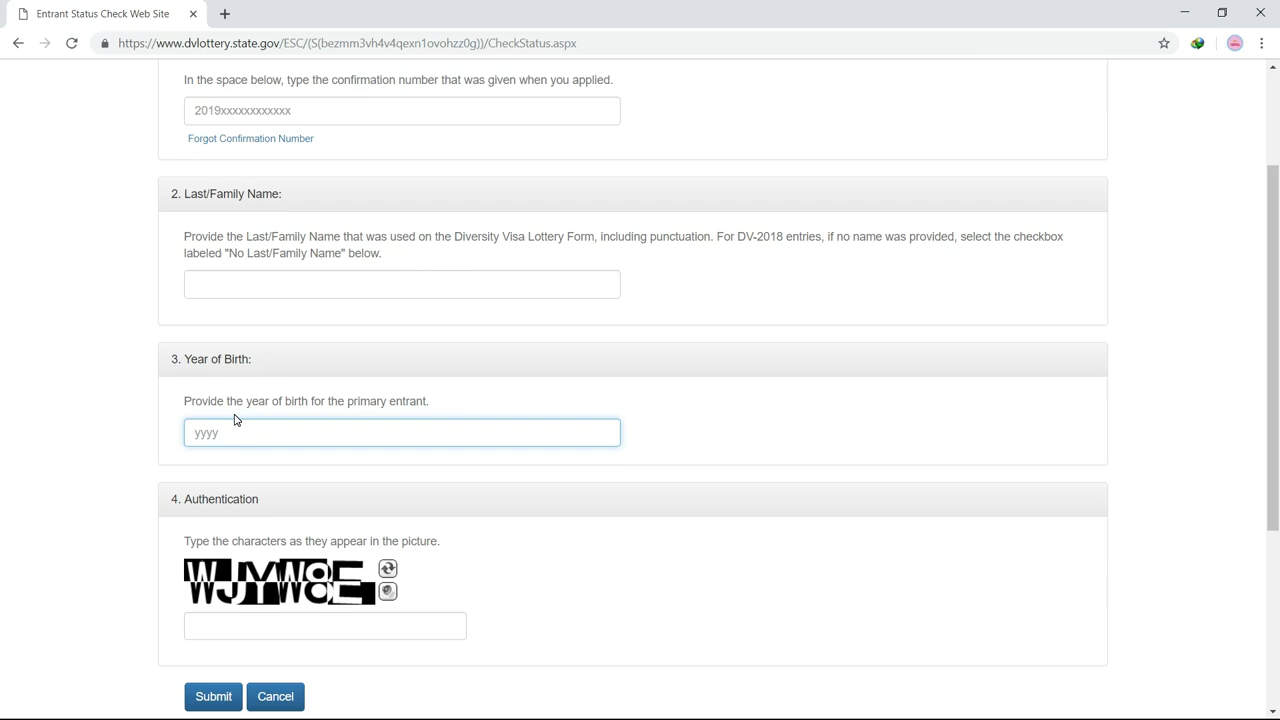 Entrant Status Check Web Site
https://www.dvlottery.state.gov/ESC/(S(bezmm3vh4v4qexn1ovohzz0g))/CheckStatus.aspx
In the space below, type the confirmation number that was given when you applied.
2019xxxxxxxxxxxx
Forgot Confirmation Number
2. Last/Family Name:
Provide the Last/Family Name that was used on the Diversity Visa Lottery Form, including punctuation. For DV-2018 entries, if no name was provided, select the checkbox
labeled "No Last/Family Name" below.
3. Year of Birth:
Provide the year of birth for the primary entrant.
yyyy
4. Authentication
Type the characters as they appear in the picture.
WJYW8E
Submit Cancel